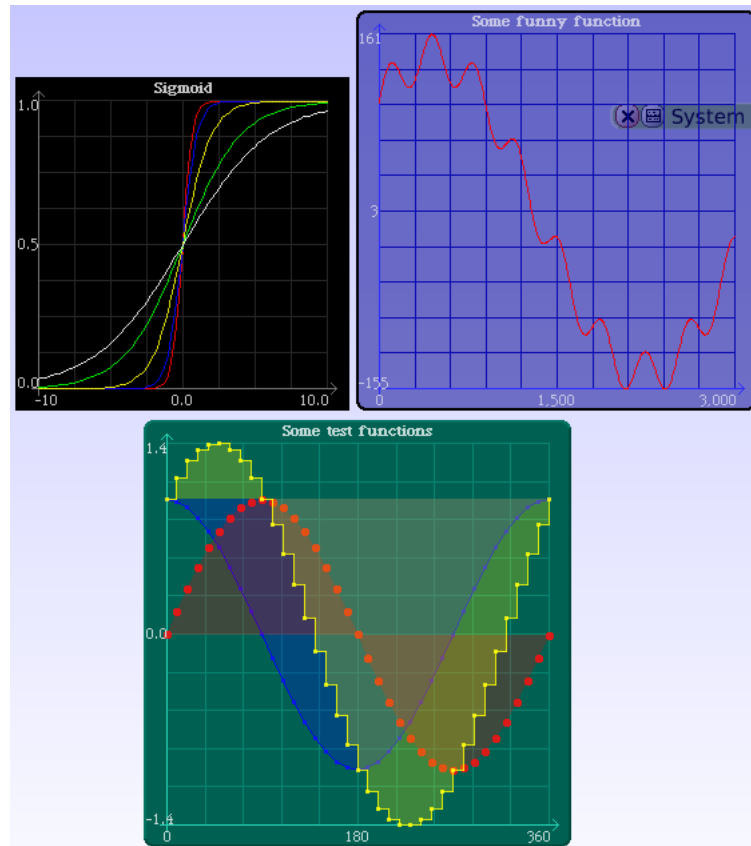 Some funny function
161
3
-155
0 1,500 3,000
System
Sigmoid
1.0
0.5
0.0
-10 0.0 10.0
Some test functions
1.4
0.0
-1.4
0 180 360